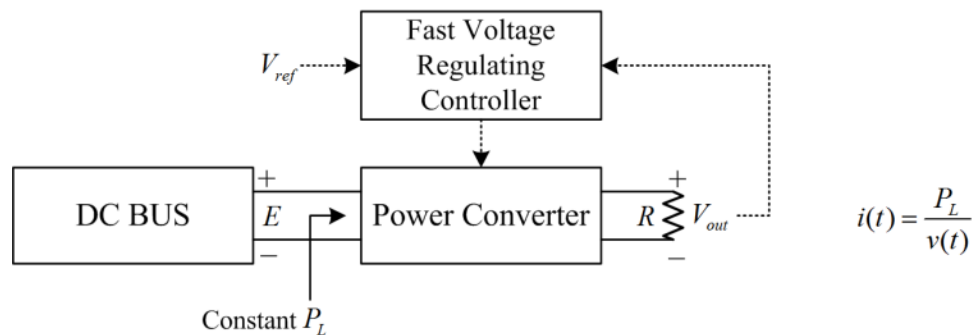 Fast Voltage
Regulating
Controller
V_ref
DC BUS
+
E
−
Power Converter
R
+
V_out
−
Constant P_L
i(t) = P_L / v(t)